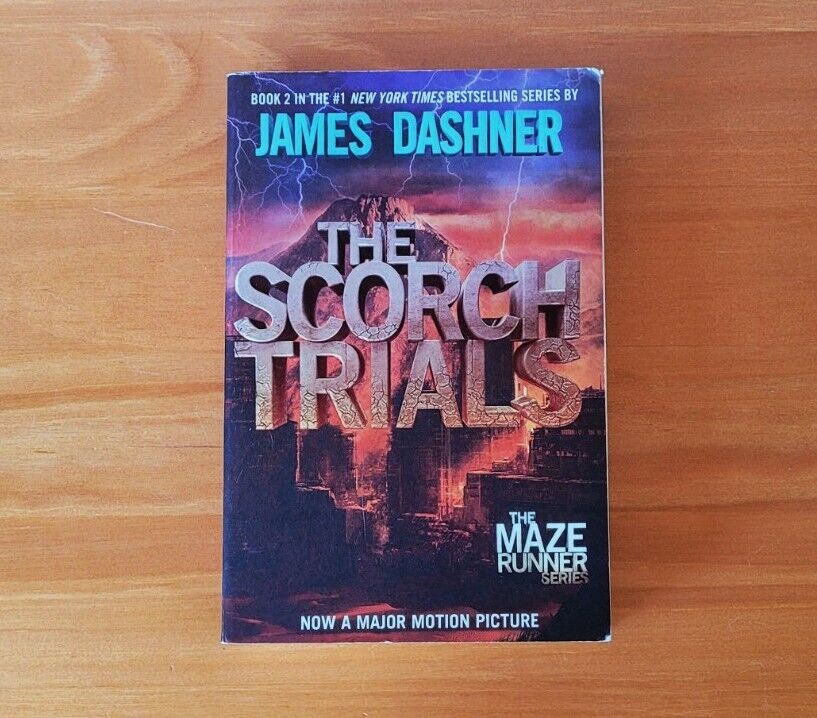 BOOK 2 IN THE #1 NEW YORK TIMES BESTSELLING SERIES BY
JAMES DASHNER
THE
SCORCH
TRIALS
THE
MAZE
RUNNER
SERIES
NOW A MAJOR MOTION PICTURE